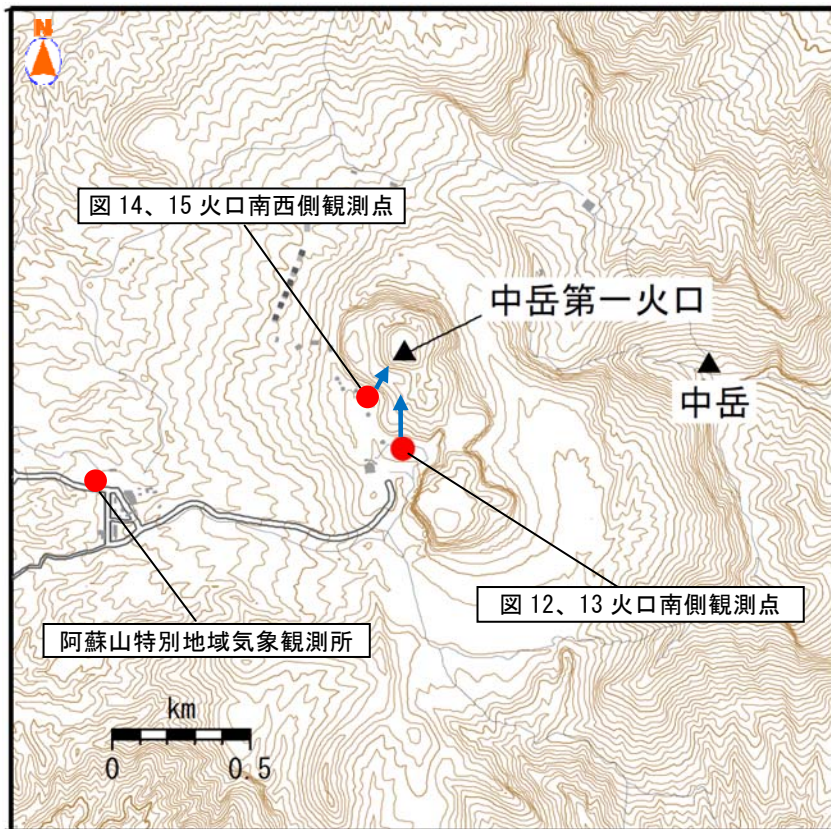 N
図 14、15 火口南西側観測点
中岳第一火口
中岳
図 12、13 火口南側観測点
阿蘇山特別地域気象観測所
km
0 0.5